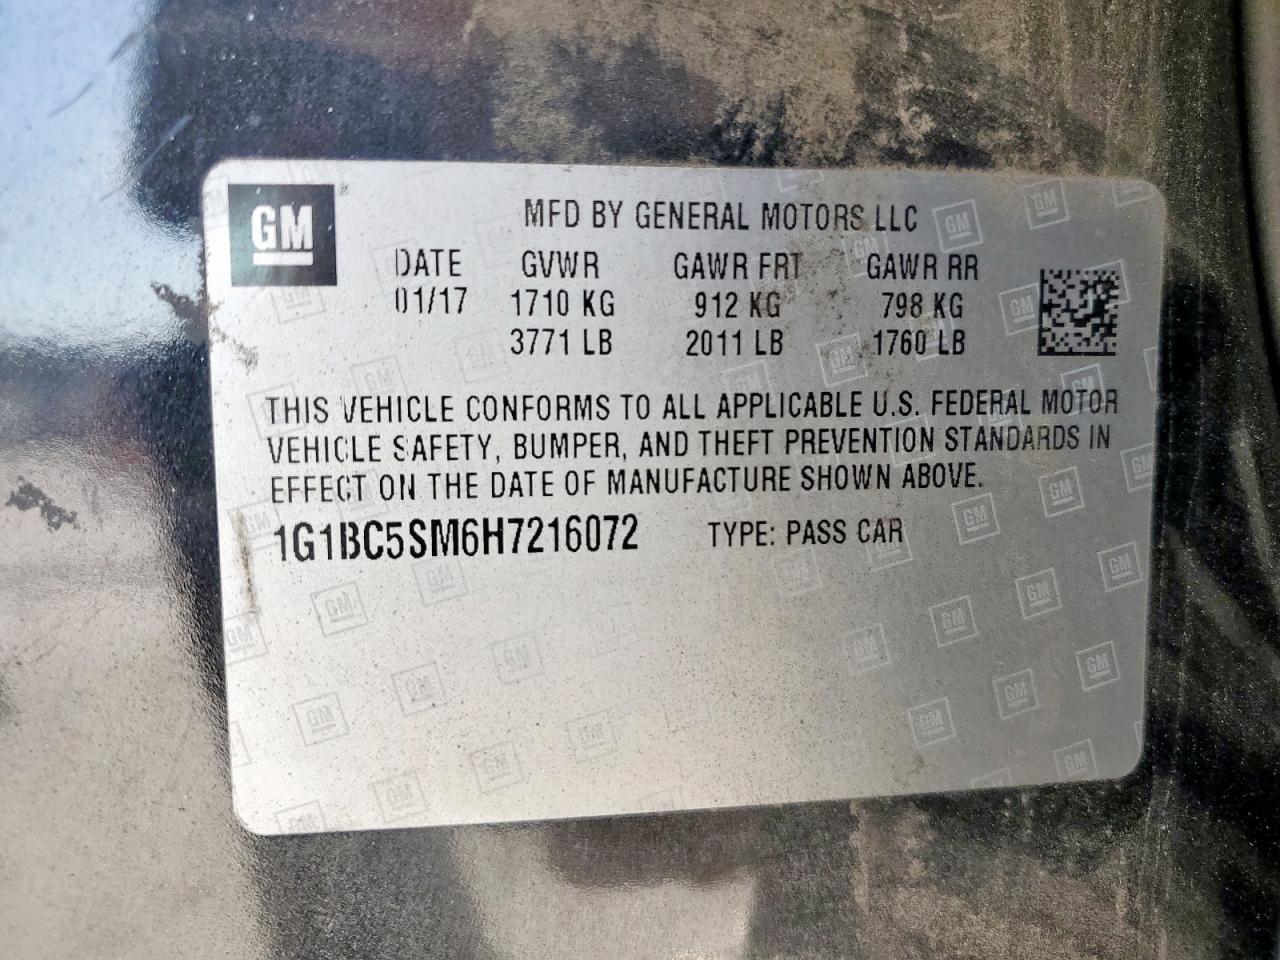 GM ®
MFD BY GENERAL MOTORS LLC
DATE GVWR GAWR FRT GAWR RR
01/17 1710 KG 912 KG 798 KG
3771 LB 2011 LB 1760 LB
THIS VEHICLE CONFORMS TO ALL APPLICABLE U.S. FEDERAL MOTOR
VEHICLE SAFETY, BUMPER, AND THEFT PREVENTION STANDARDS IN
EFFECT ON THE DATE OF MANUFACTURE SHOWN ABOVE.
1G1BC5SM6H7216072 TYPE: PASS CAR